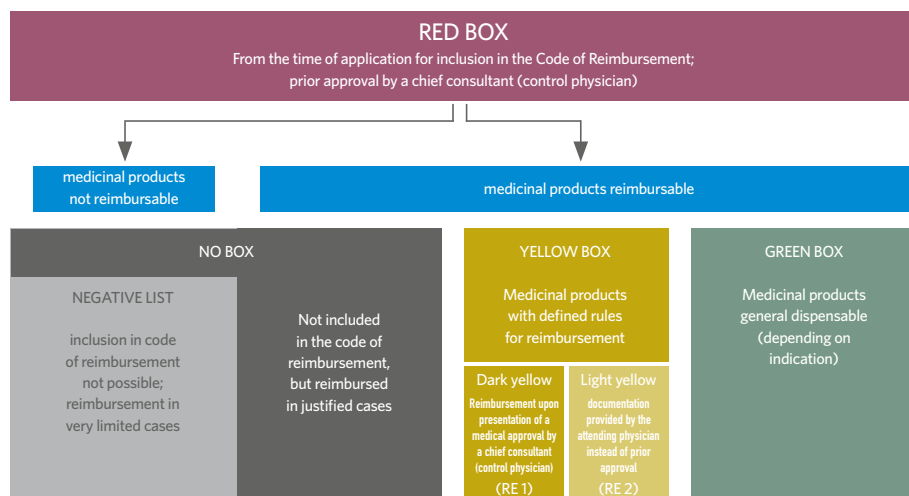 RED BOX
From the time of application for inclusion in the Code of Reimbursement;
prior approval by a chief consultant (control physician)
medicinal products
not reimbursable
medicinal products reimbursable
NO BOX
NEGATIVE LIST
inclusion in code
of reimbursement
not possible;
reimbursement in
very limited cases
Not included
in the code of
reimbursement,
but reimbursed
in justified cases
YELLOW BOX
Medicinal products
with defined rules
for reimbursement
Dark yellow
Reimbursement upon
presentation of a
medical approval by
a chief consultant
(control physician)
(RE 1)
Light yellow
documentation
provided by the
attending physician
instead of prior
approval
(RE 2)
GREEN BOX
Medicinal products
general dispensable
(depending on
indication)